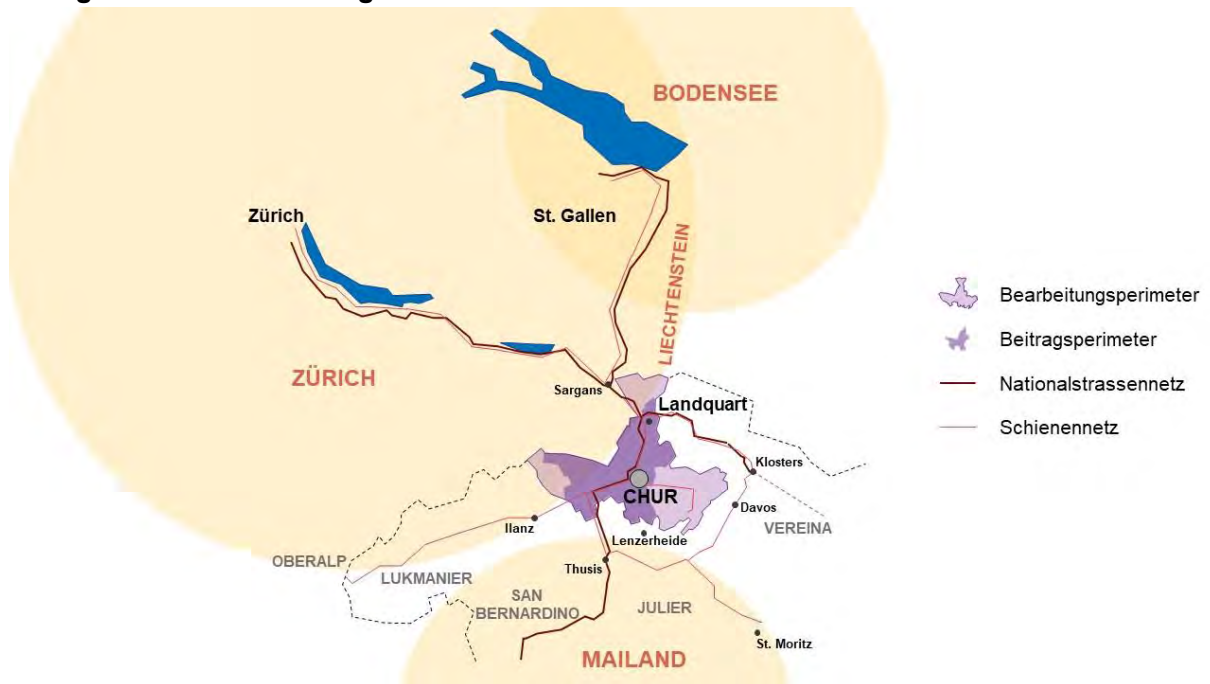 BODENSEE
Zürich
St. Gallen
LIECHTENSTEIN
Bearbeitungsperimeter
Beitragsperimeter
ZÜRICH
Sargans
Nationalstrassennetz
Landquart
Schienennetz
Klosters
CHUR
Davos
Ilanz
VEREINA
Lenzerheide
OBERALP
Thusis
LUKMANIER
SAN
BERNARDINO
JULIER
St. Moritz
MAILAND